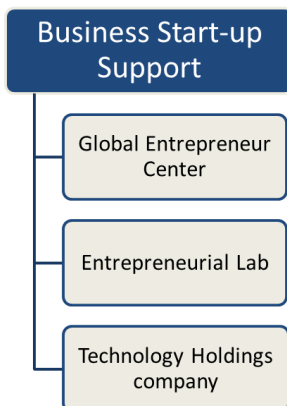 Business Start-up
Support
Global Entrepreneur
Center
Entrepreneurial Lab
Technology Holdings
company